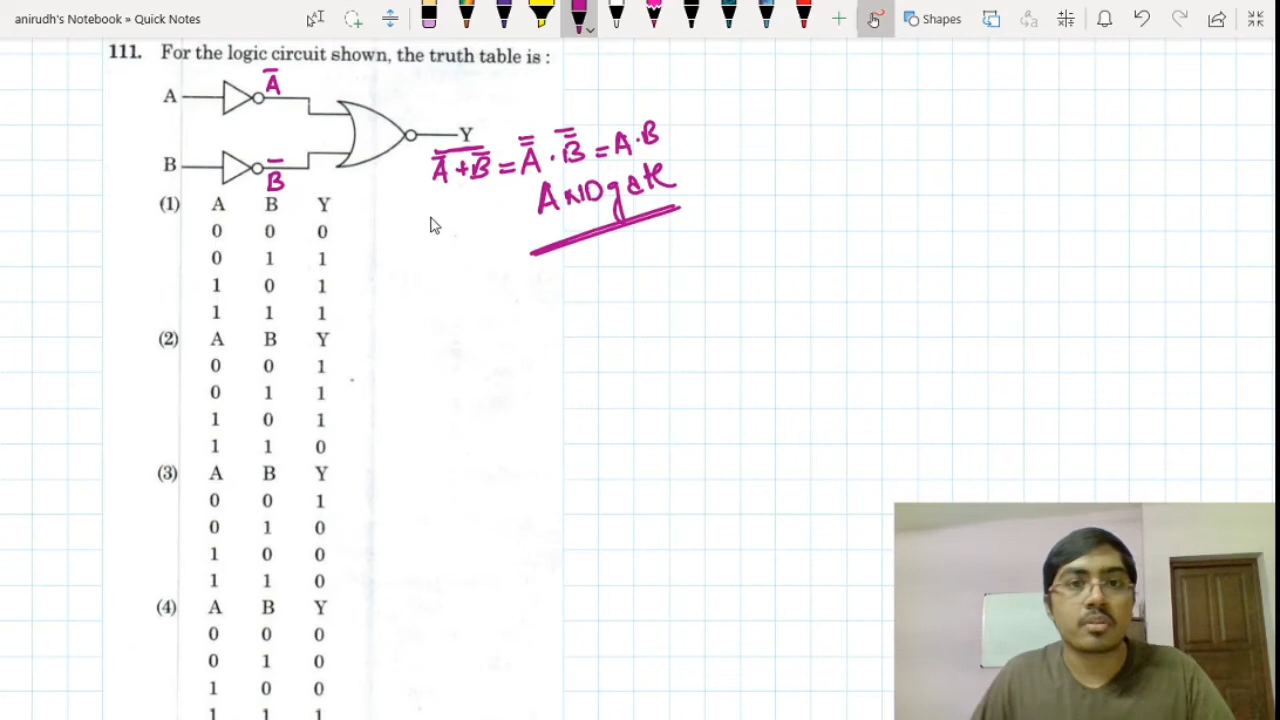 anirudh's Notebook » Quick Notes
Shapes
111. For the logic circuit shown, the truth table is :
A
A̅
B
B̅
Y
\overline{A̅+B̅} = A̿ . B̿ = A.B
AND gate
(1) A B Y
0 0 0
0 1 1
1 0 1
1 1 1
(2) A B Y
0 0 1
0 1 1
1 0 1
1 1 0
(3) A B Y
0 0 1
0 1 0
1 0 0
1 1 0
(4) A B Y
0 0 0
0 1 0
1 0 0
1 1 1